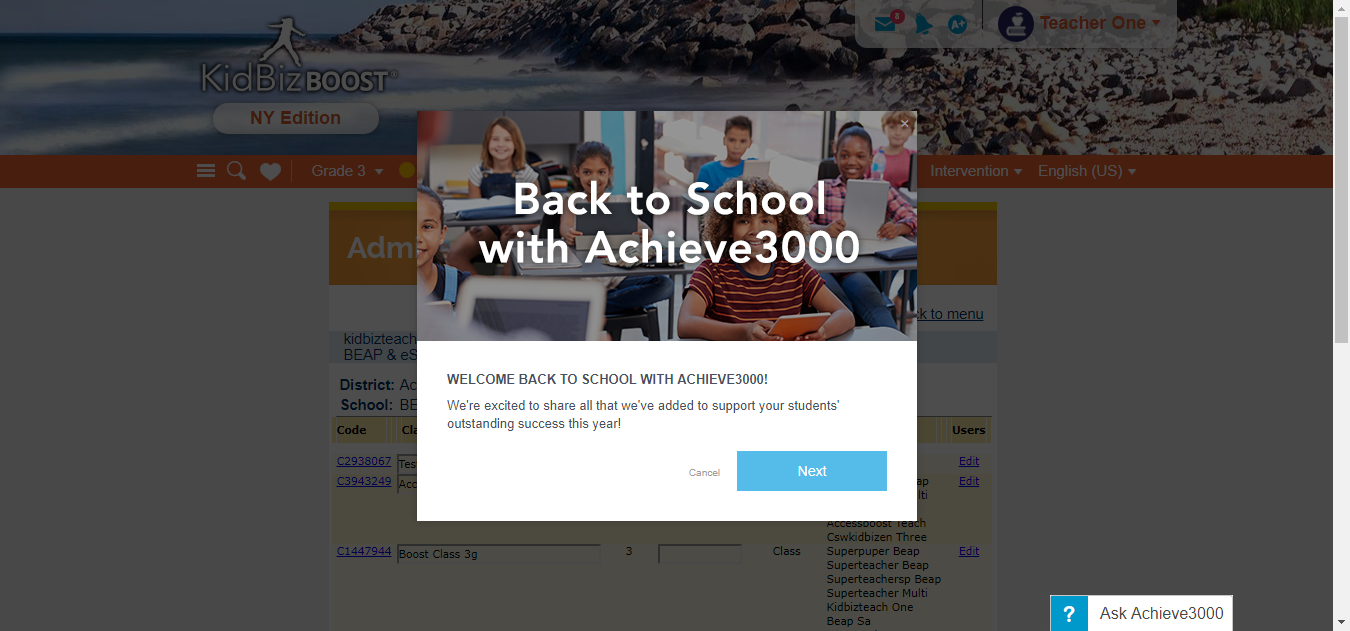 8
A+
Teacher One
KidBizBOOST®
NY Edition
Grade 3
Intervention
English (US)
×
Back to School
with Achieve3000
Adm
k to menu
kidbizteach
BEAP & eS
District: Ac
School: BE
WELCOME BACK TO SCHOOL WITH ACHIEVE3000!
We're excited to share all that we've added to support your students'
outstanding success this year!
Cancel
Next
Code Cla Users
C2938067 Tes Edit
C3943249 Acc ap Edit
lti
Accessboost Teach
Cswkidbizen Three
C1447944 Boost Class 3g 3 Class Superpuper Beap Edit
Superteacher Beap
Superteachersp Beap
Superteacher Multi
Kidbizteach One
Beap Sa
? Ask Achieve3000